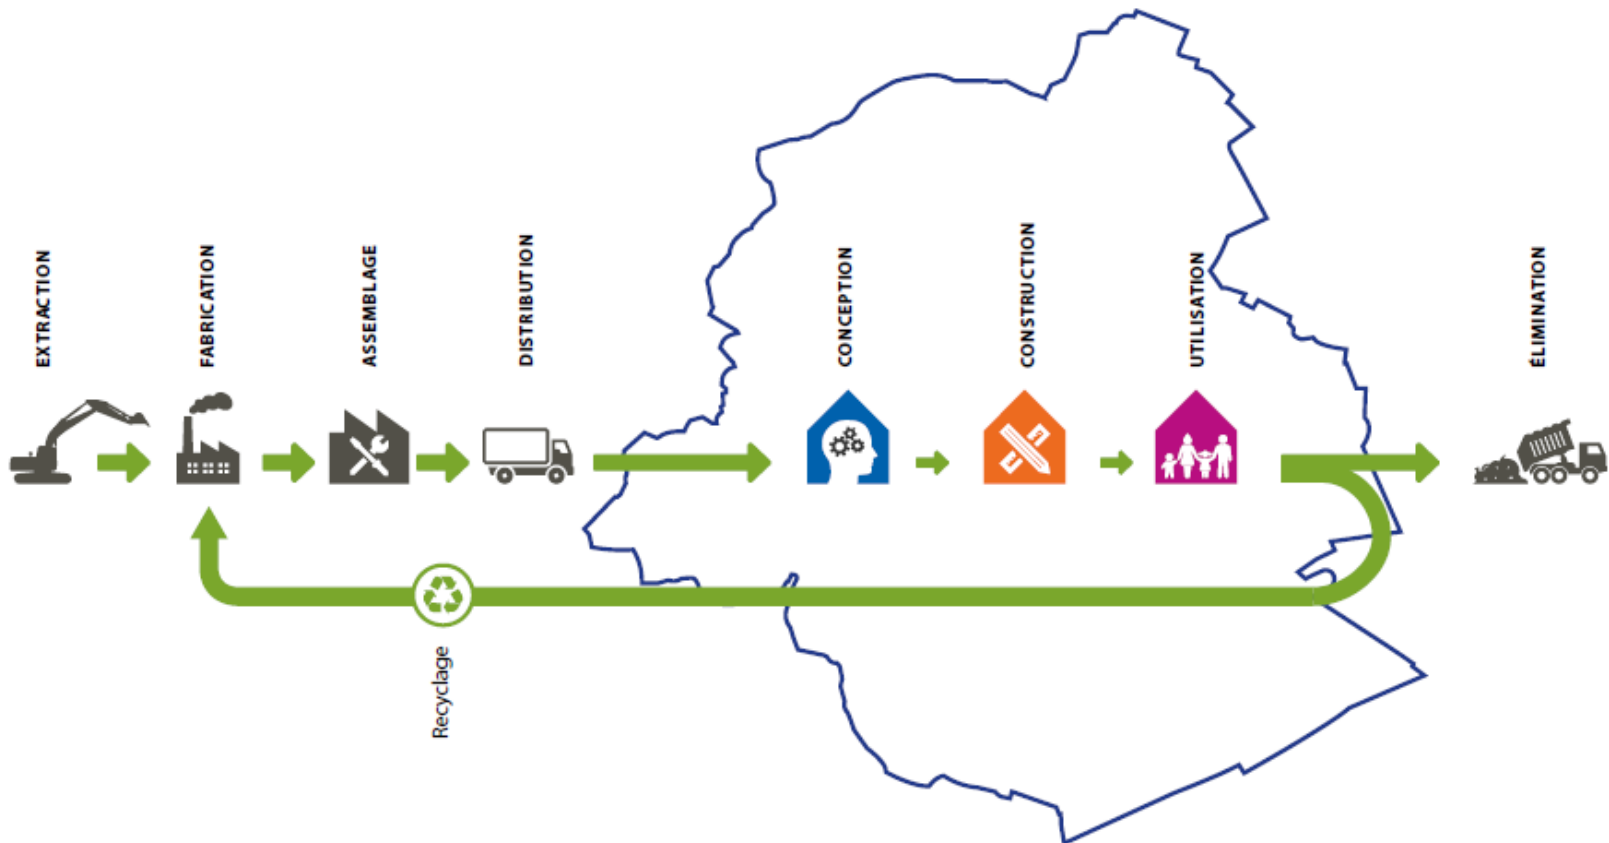 EXTRACTION
FABRICATION
ASSEMBLAGE
DISTRIBUTION
CONCEPTION
CONSTRUCTION
UTILISATION
ÉLIMINATION
Recyclage